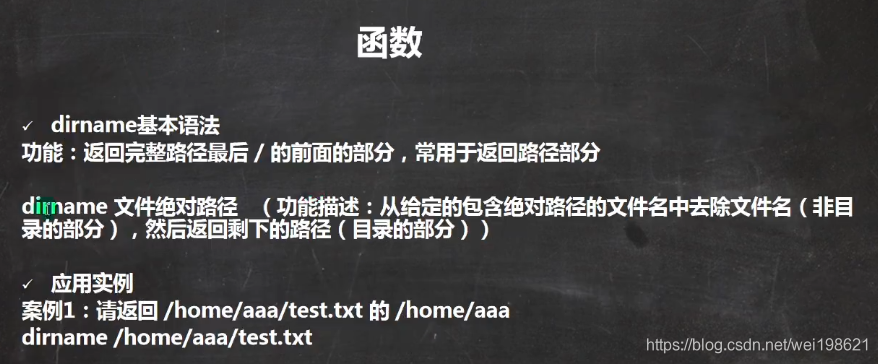 函数
✓ dirname基本语法
功能：返回完整路径最后 / 的前面的部分，常用于返回路径部分
dirname 文件绝对路径 （功能描述：从给定的包含绝对路径的文件名中去除文件名（非目
录的部分），然后返回剩下的路径（目录的部分））
✓ 应用实例
案例1：请返回 /home/aaa/test.txt 的 /home/aaa
dirname /home/aaa/test.txt
https://blog.csdn.net/wei198621